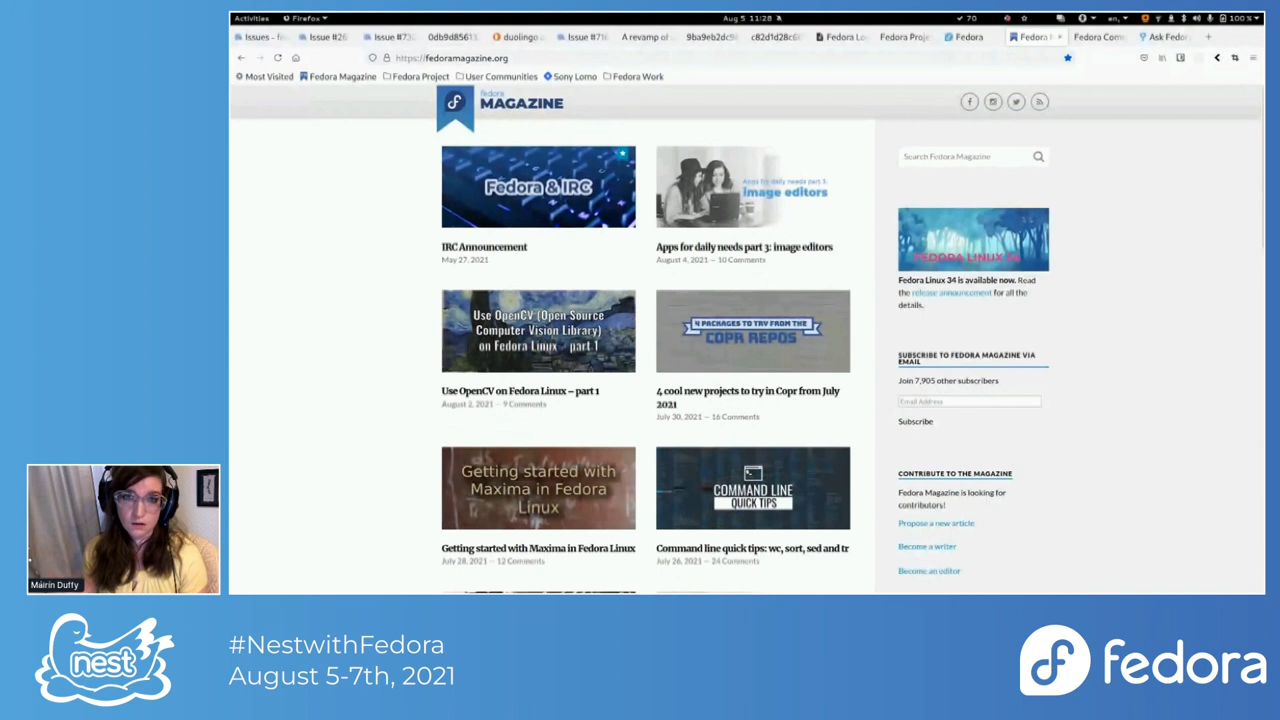 Activities
Firefox
Aug 5 11:28
70
en,
100 %
Issues - f
Issue #26
Issue #73
0db9d8561
duolingo
Issue #71
A revamp of
9ba9eb2dc
c82d1d28c6
Fedora Lo
Fedora Proje
Fedora
Fedora
Fedora Com
Ask Fedor
https://fedoramagazine.org
Most Visited
Fedora Magazine
Fedora Project
User Communities
Sony Lomo
Fedora Work
fedora
MAGAZINE
Search Fedora Magazine
Fedora & IRC
IRC Announcement
May 27, 2021
Apps for daily needs part 3:
image editors
Apps for daily needs part 3: image editors
August 4, 2021 — 10 Comments
Use OpenCV (Open Source
Computer Vision Library)
on Fedora Linux – part 1
Use OpenCV on Fedora Linux – part 1
August 2, 2021 — 9 Comments
4 PACKAGES TO TRY FROM THE
COPR REPOS
4 cool new projects to try in Copr from July
2021
July 30, 2021 — 16 Comments
Getting started with
Maxima in Fedora
Linux
Getting started with Maxima in Fedora Linux
July 28, 2021 — 12 Comments
COMMAND LINE
QUICK TIPS
Command line quick tips: wc, sort, sed and tr
July 26, 2021 — 24 Comments
FEDORA LINUX 34
Fedora Linux 34 is available now. Read
the release announcement for all the
details.
SUBSCRIBE TO FEDORA MAGAZINE VIA
EMAIL
Join 7,905 other subscribers
Email Address
Subscribe
CONTRIBUTE TO THE MAGAZINE
Fedora Magazine is looking for
contributors!
Propose a new article
Become a writer
Become an editor
Máirín Duffy
nest
#NestwithFedora
August 5-7th, 2021
fedora